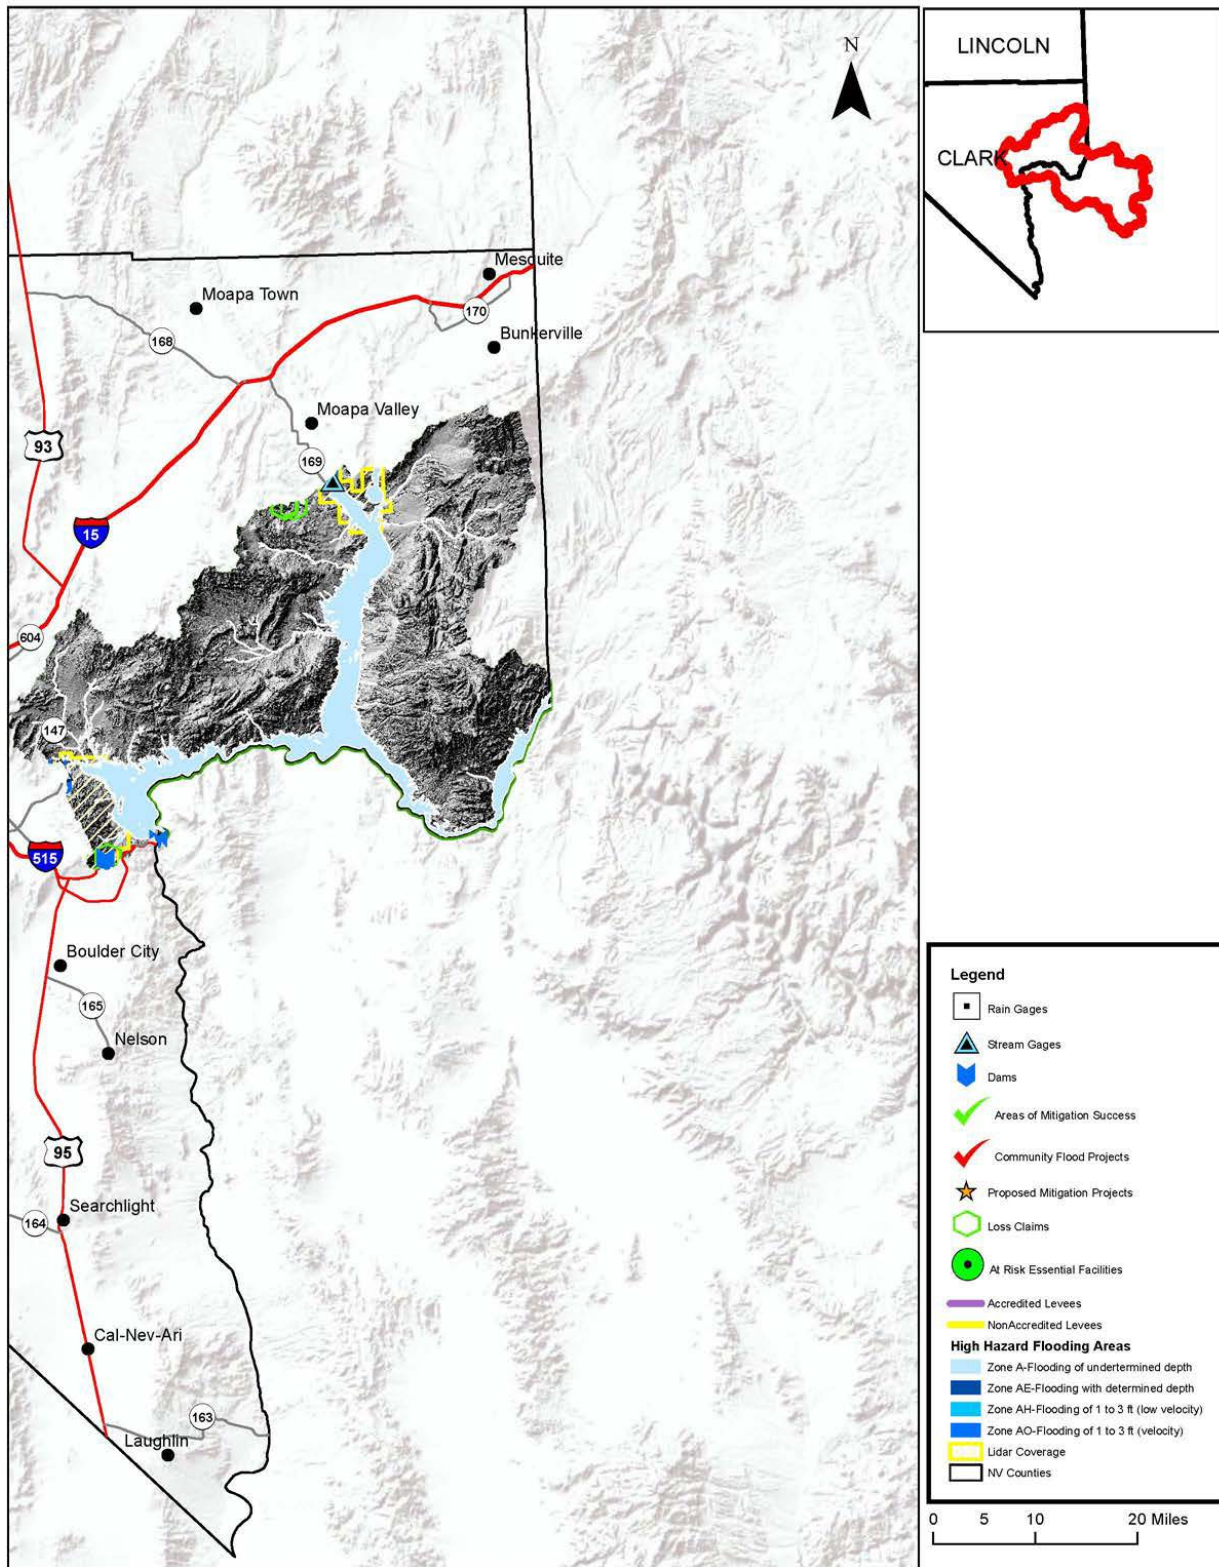 N
Mesquite
Moapa Town
170
168
Bunkerville
Moapa Valley
93
169
15
604
147
515
Boulder City
165
Nelson
95
Searchlight
164
Cal-Nev-Ari
163
Laughlin
LINCOLN
CLARK
Legend
Rain Gages
Stream Gages
Dams
Areas of Mitigation Success
Community Flood Projects
Proposed Mitigation Projects
Loss Claims
At Risk Essential Facilities
Accredited Levees
NonAccredited Levees
High Hazard Flooding Areas
Zone A-Flooding of undertermined depth
Zone AE-Flooding with determined depth
Zone AH-Flooding of 1 to 3 ft (low velocity)
Zone AO-Flooding of 1 to 3 ft (velocity)
Lidar Coverage
NV Counties
0 5 10 20 Miles